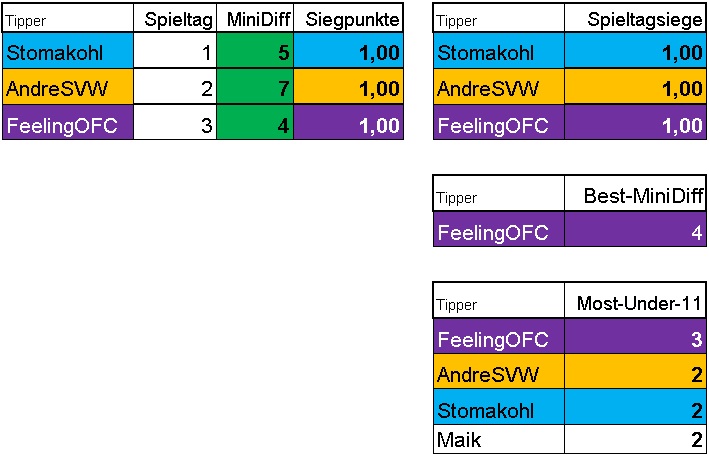 Tipper Spieltag MiniDiff Siegpunkte
Stomakohl 1 5 1,00
AndreSVW 2 7 1,00
FeelingOFC 3 4 1,00
Tipper Spieltagsiege
Stomakohl 1,00
AndreSVW 1,00
FeelingOFC 1,00
Tipper Best-MiniDiff
FeelingOFC 4
Tipper Most-Under-11
FeelingOFC 3
AndreSVW 2
Stomakohl 2
Maik 2